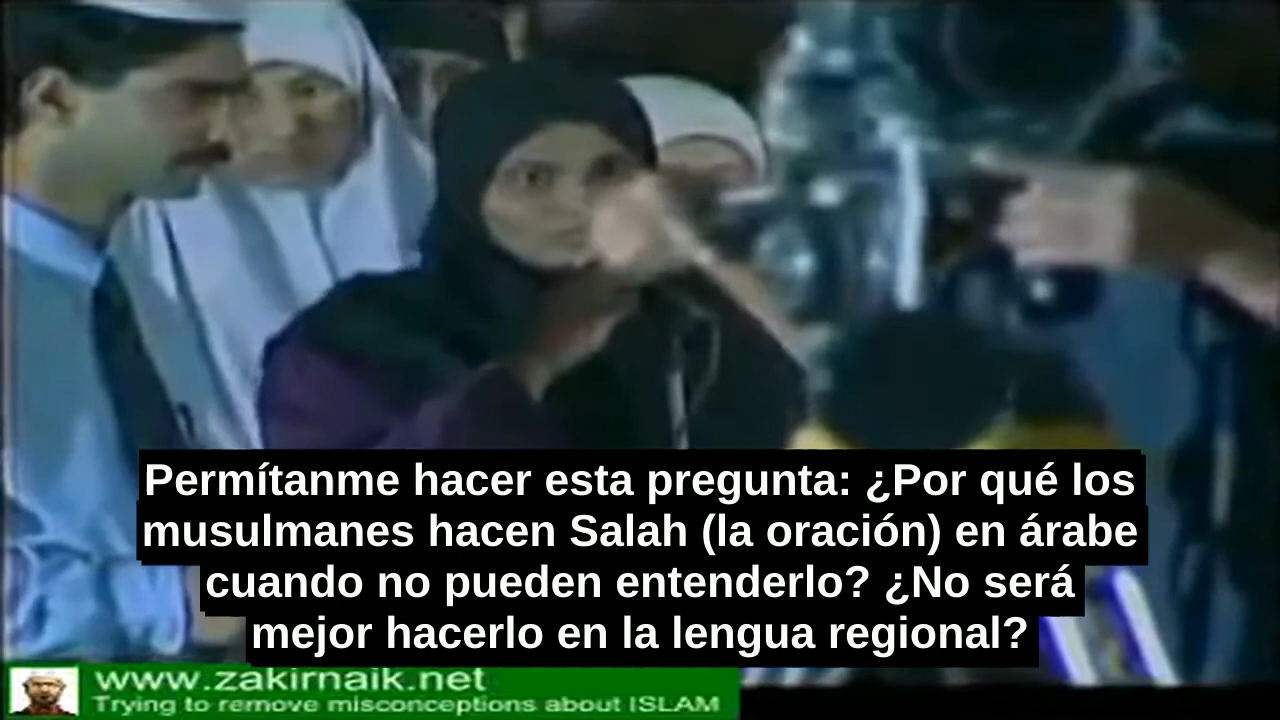 Permítanme hacer esta pregunta: ¿Por qué los
musulmanes hacen Salah (la oración) en árabe
cuando no pueden entenderlo? ¿No será
mejor hacerlo en la lengua regional?
www.zakirnaik.net
Trying to remove misconceptions about ISLAM